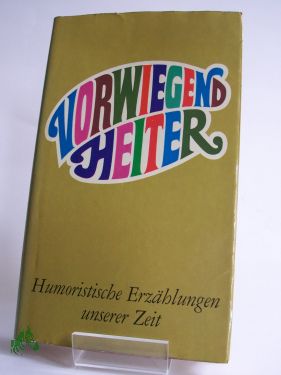 VORWIEGEND
HEITER
Humoristische Erzählungen
unserer Zeit